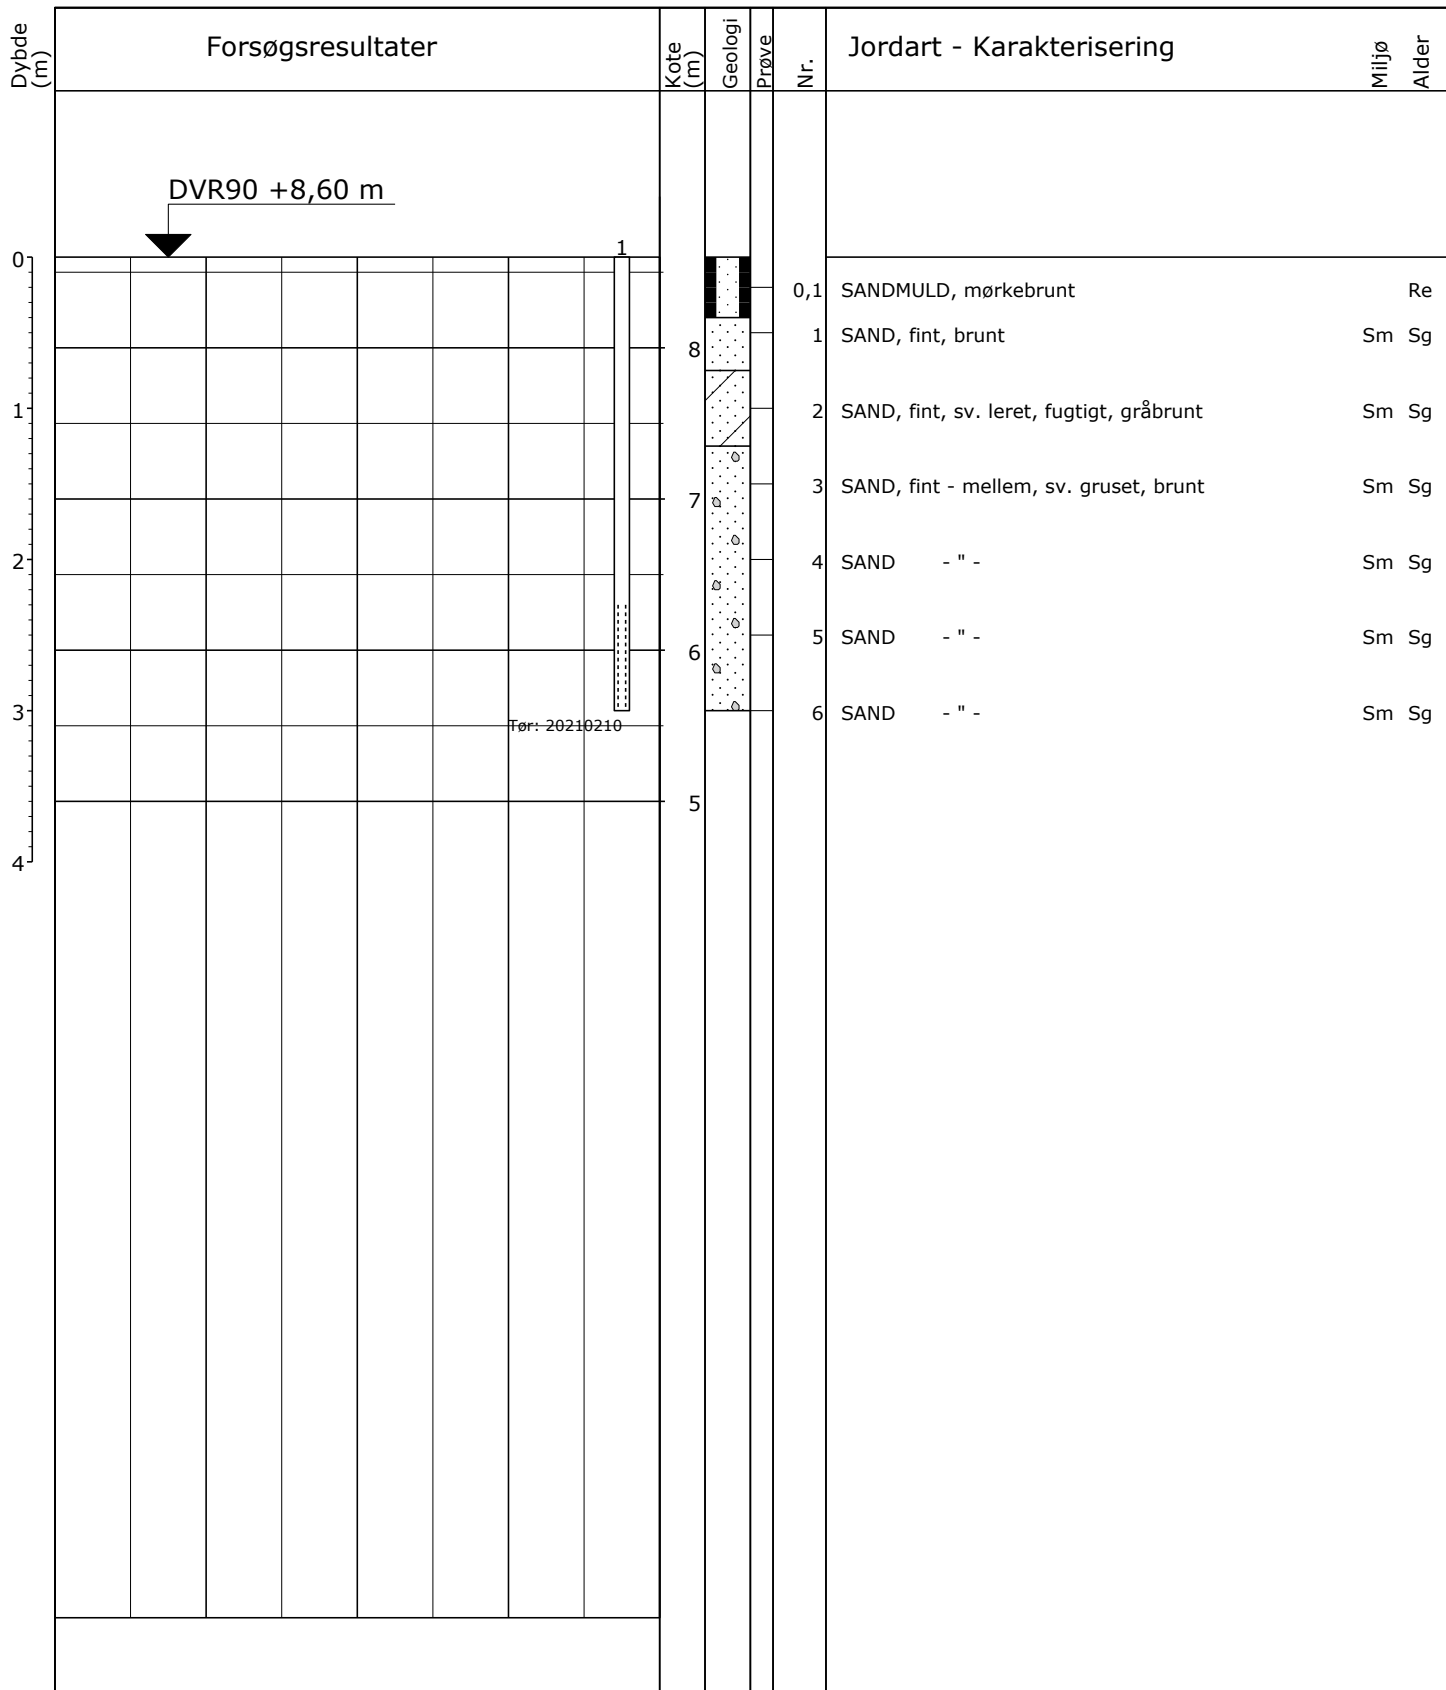 Dybde (m)
Forsøgsresultater
Kote (m)
Geologi
Prøve
Nr.
Jordart - Karakterisering
Miljø
Alder
DVR90 +8,60 m
1
0
0,1 SANDMULD, mørkebrunt Re
1 SAND, fint, brunt Sm Sg
8
1
2 SAND, fint, sv. leret, fugtigt, gråbrunt Sm Sg
3 SAND, fint - mellem, sv. gruset, brunt Sm Sg
7
2
4 SAND - " - Sm Sg
5 SAND - " - Sm Sg
6
3
6 SAND - " - Sm Sg
Tør: 20210210
5
4